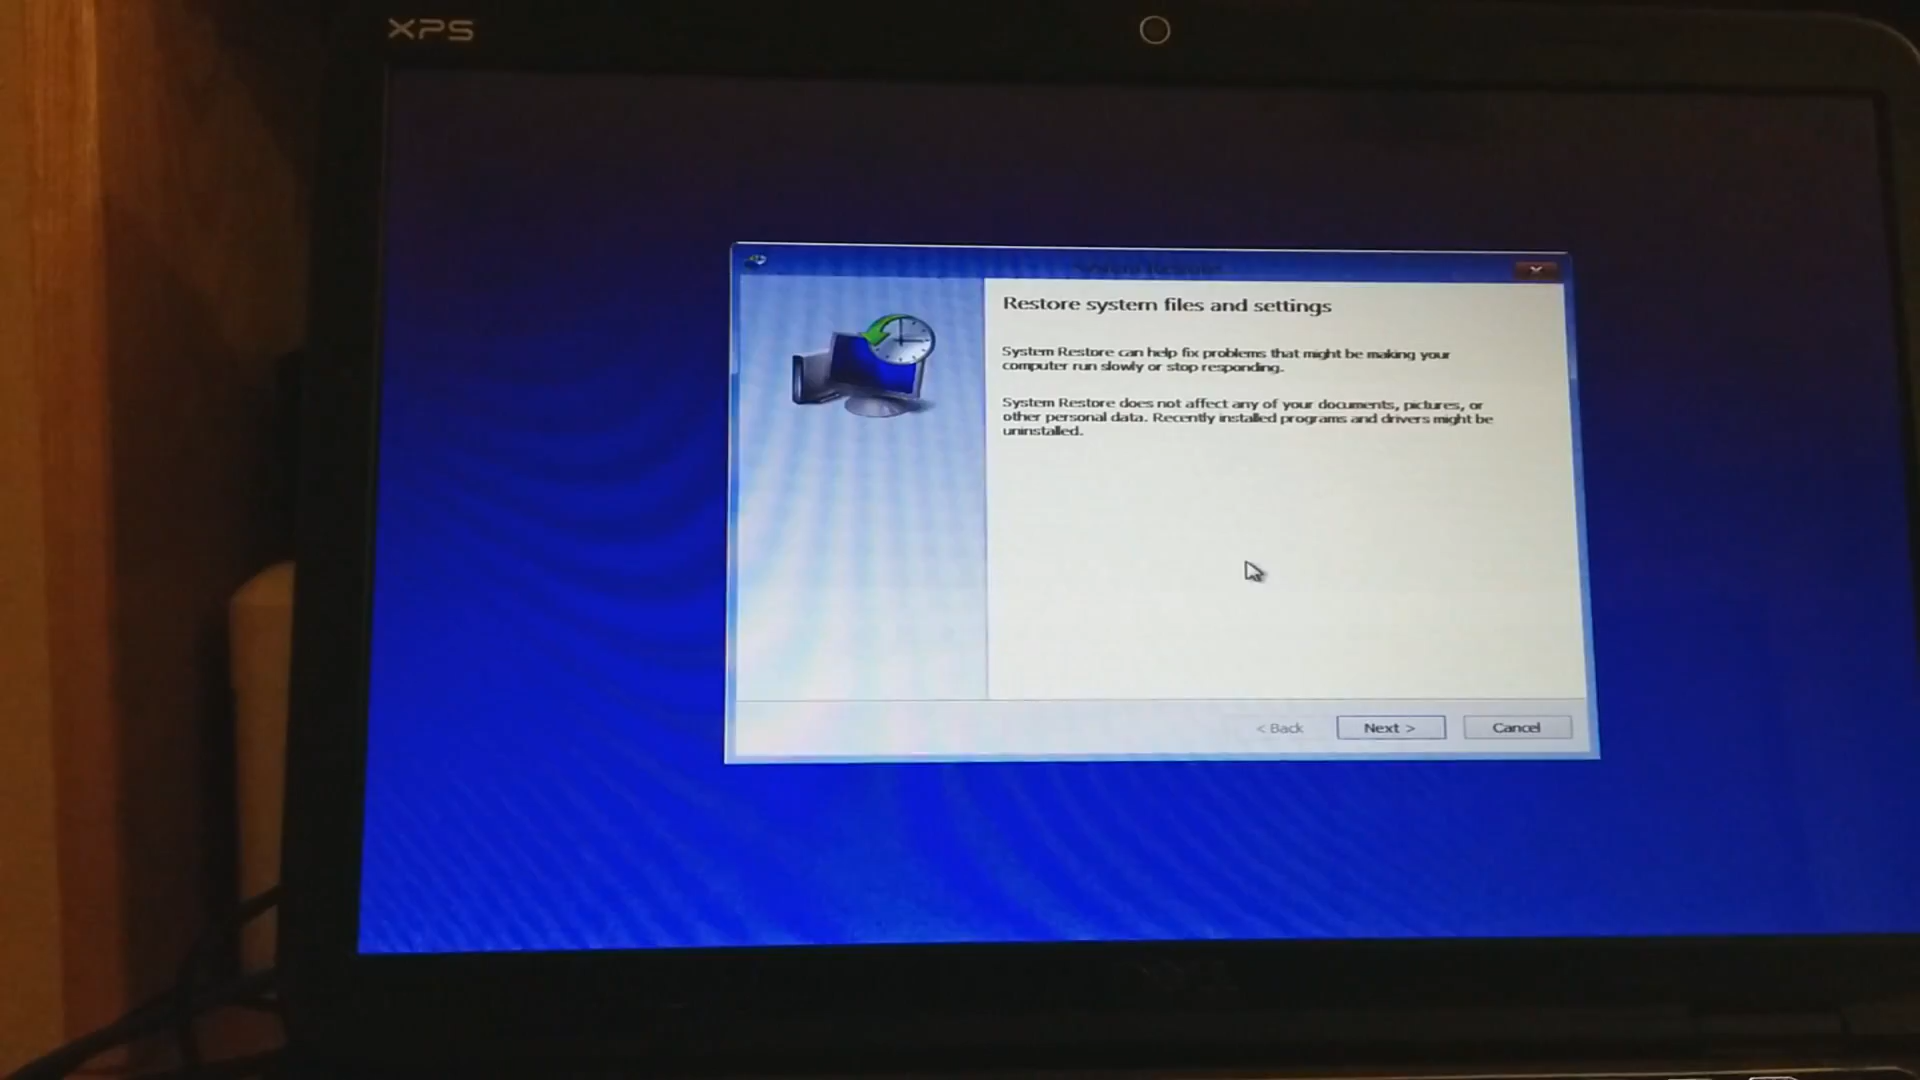 XPS
Restore system files and settings
System Restore can help fix problems that might be making your
computer run slowly or stop responding.
System Restore does not affect any of your documents, pictures, or
other personal data. Recently installed programs and drivers might be
uninstalled.
< Back
Next >
Cancel